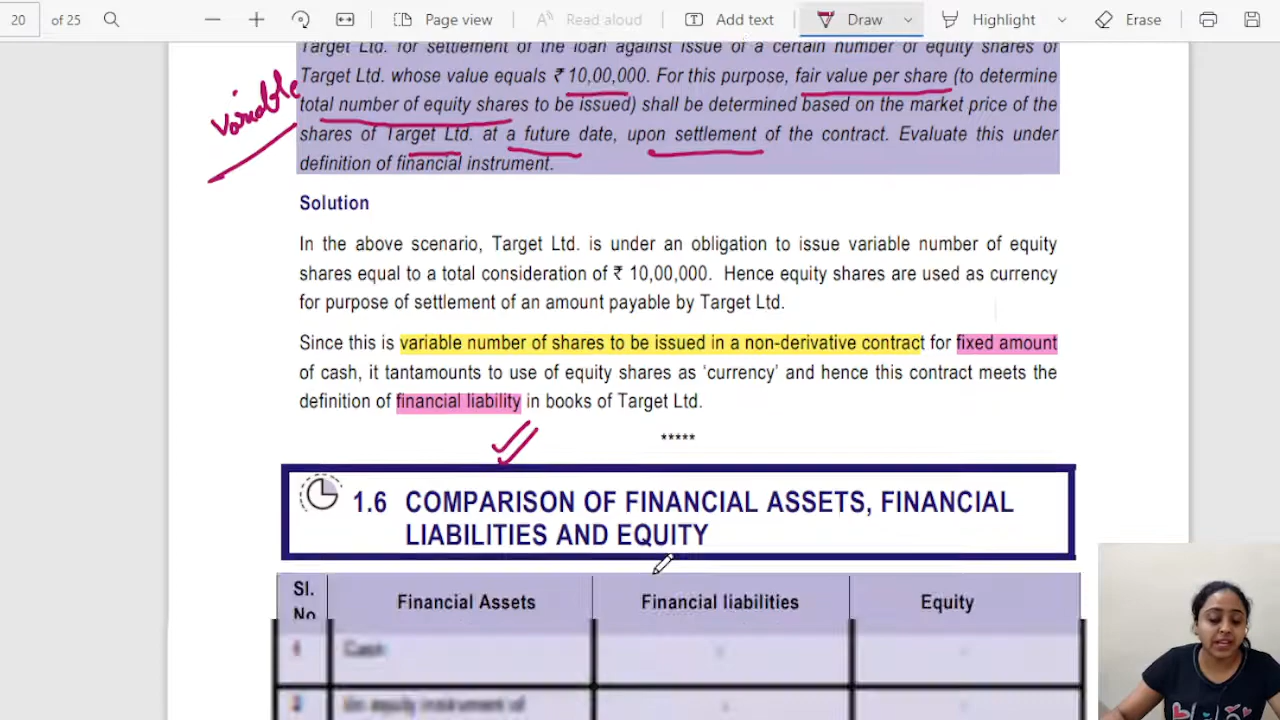 20 of 25 Page view Read aloud Add text Draw Highlight Erase
Target Ltd. for settlement of the loan against issue of a certain number of equity shares of
Target Ltd. whose value equals ₹ 10,00,000. For this purpose, fair value per share (to determine
total number of equity shares to be issued) shall be determined based on the market price of the
shares of Target Ltd. at a future date, upon settlement of the contract. Evaluate this under
definition of financial instrument.
variable
Solution
In the above scenario, Target Ltd. is under an obligation to issue variable number of equity
shares equal to a total consideration of ₹ 10,00,000. Hence equity shares are used as currency
for purpose of settlement of an amount payable by Target Ltd.
Since this is variable number of shares to be issued in a non-derivative contract for fixed amount
of cash, it tantamounts to use of equity shares as ‘currency’ and hence this contract meets the
definition of financial liability in books of Target Ltd.
*****
1.6 COMPARISON OF FINANCIAL ASSETS, FINANCIAL
LIABILITIES AND EQUITY
Sl.
No
Financial Assets Financial liabilities Equity
1 Cash - -
2 An equity instrument of - -